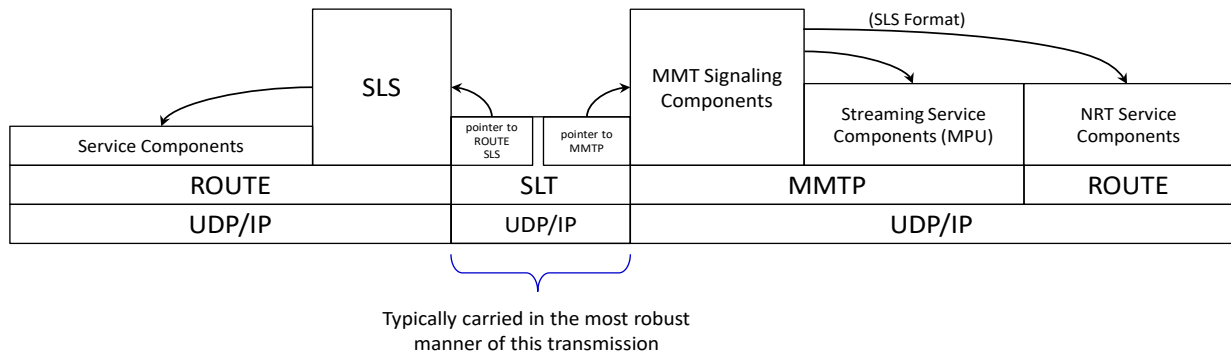 (SLS Format)
SLS
MMT Signaling
Components
Service Components
pointer to
ROUTE
SLS
pointer to
MMTP
Streaming Service
Components (MPU)
NRT Service
Components
ROUTE
SLT
MMTP
ROUTE
UDP/IP
UDP/IP
UDP/IP
Typically carried in the most robust
manner of this transmission